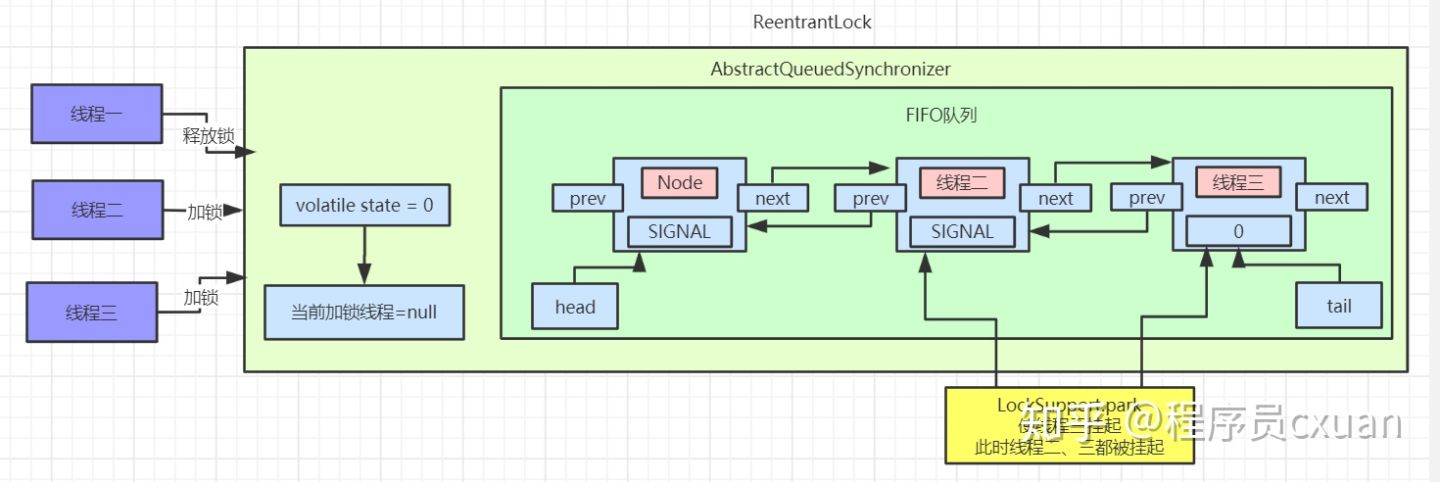 ReentrantLock
AbstractQueuedSynchronizer
FIFO队列
线程一
释放锁
线程二
加锁
线程三
加锁
volatile state = 0
当前加锁线程=null
Node
prev
next
SIGNAL
head
线程二
prev
next
SIGNAL
线程三
prev
next
0
tail
LockSupport.park
使线程三挂起
此时线程二、三都被挂起
知乎 @程序员cxuan